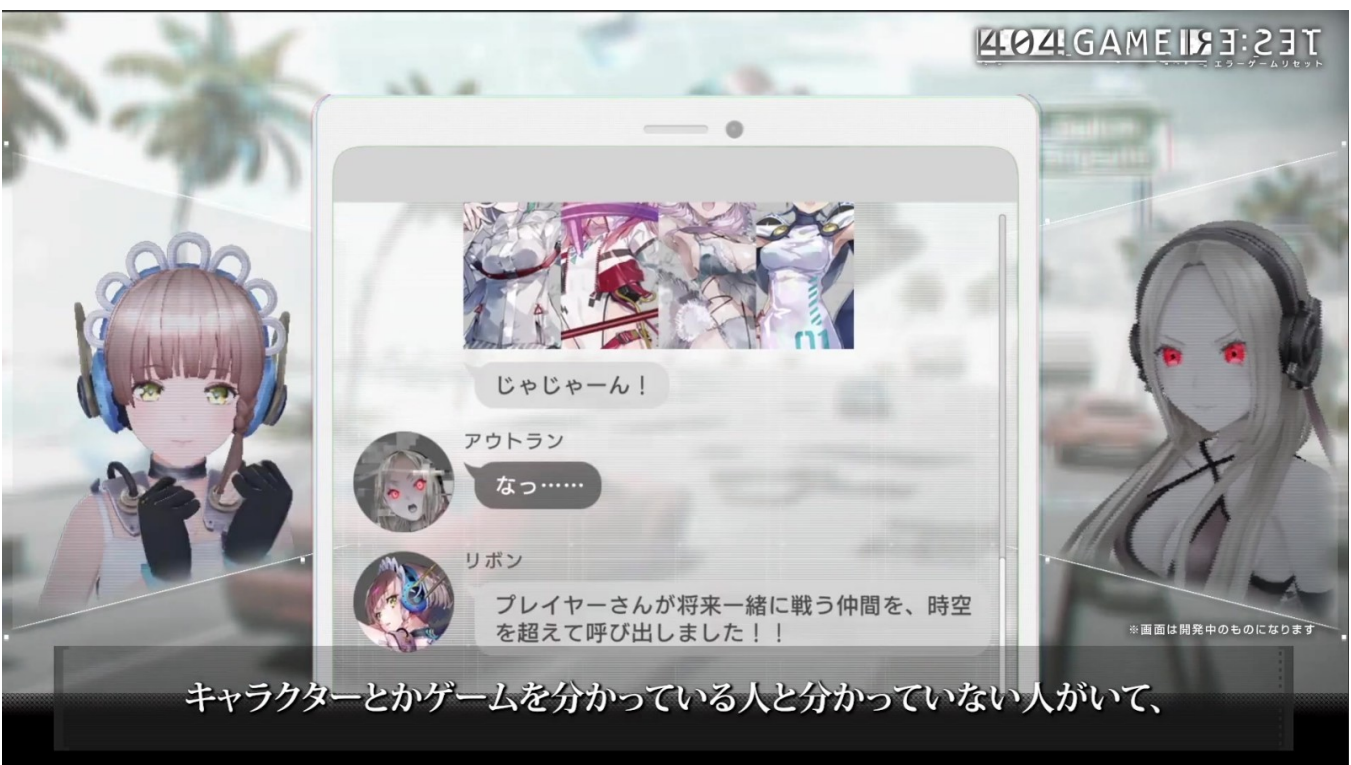 404 GAME RE:SET
エラーゲームリセット
01
じゃじゃーん！
アウトラン
なっ……
リボン
プレイヤーさんが将来一緒に戦う仲間を、時空
を超えて呼び出しました！！
※画面は開発中のものになります
キャラクターとかゲームを分かっている人と分かっていない人がいて、